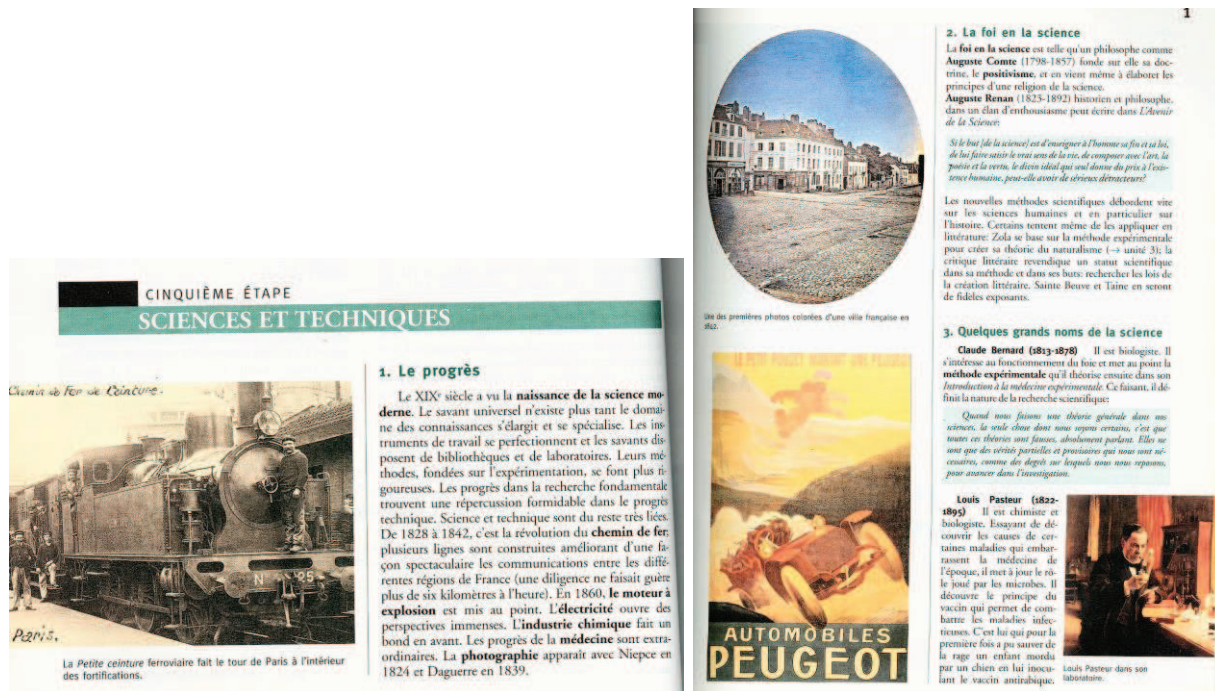 CINQUIÈME ÉTAPE
SCIENCES ET TECHNIQUES
Chemin de Fer de Ceinture.
N 25
Paris.
La Petite ceinture ferroviaire fait le tour de Paris à l'intérieur
des fortifications.
1. Le progrès
Le XIXe siècle a vu la naissance de la science mo-
derne. Le savant universel n'existe plus tant le domai-
ne des connaissances s'élargit et se spécialise. Les ins-
truments de travail se perfectionnent et les savants dis-
posent de bibliothèques et de laboratoires. Leurs mé-
thodes, fondées sur l'expérimentation, se font plus ri-
goureuses. Les progrès dans la recherche fondamentale
trouvent une répercussion formidable dans le progrès
technique. Science et technique sont du reste très liées.
De 1828 à 1842, c'est la révolution du chemin de fer:
plusieurs lignes sont construites améliorant d'une fa-
çon spectaculaire les communications entre les diffé-
rentes régions de France (une diligence ne faisait guère
plus de six kilomètres à l'heure). En 1860, le moteur à
explosion est mis au point. L'électricité ouvre des
perspectives immenses. L'industrie chimique fait un
bond en avant. Les progrès de la médecine sont extra-
ordinaires. La photographie apparaît avec Niepce en
1824 et Daguerre en 1839.
1
Une des premières photos colorées d'une ville française en
1842.
LE PETIT POUCET
AUTOMOBILES
PEUGEOT
2. La foi en la science
La foi en la science est telle qu'un philosophe comme
Auguste Comte (1798-1857) fonde sur elle sa doc-
trine, le positivisme, et en vient même à élaborer les
principes d'une religion de la science.
Auguste Renan (1823-1892) historien et philosophe,
dans un élan d'enthousiasme peut écrire dans L'Avenir
de la Science:
Si le but [de la science] est d'enseigner à l'homme sa fin et sa loi,
de lui faire saisir le vrai sens de la vie, de composer avec l'art, la
poésie et la vertu, le divin idéal qui seul donne du prix à l'exis-
tence humaine, peut-elle avoir de sérieux détracteurs?
Les nouvelles méthodes scientifiques débordent vite
sur les sciences humaines et en particulier sur
l'histoire. Certains tentent même de les appliquer en
littérature: Zola se base sur la méthode expérimentale
pour créer sa théorie du naturalisme (→ unité 3); la
critique littéraire revendique un statut scientifique
dans sa méthode et dans ses buts: rechercher les lois de
la création littéraire. Sainte Beuve et Taine en seront
de fidèles exposants.
3. Quelques grands noms de la science
Claude Bernard (1813-1878) Il est biologiste. Il
s'intéresse au fonctionnement du foie et met au point la
méthode expérimentale qu'il théorise ensuite dans son
Introduction à la médecine expérimentale. Ce faisant, il dé-
finit la nature de la recherche scientifique:
Quand nous faisons une théorie générale dans nos
sciences, la seule chose dont nous soyons certains, c'est que
toutes ces théories sont fausses, absolument parlant. Elles ne
sont que des vérités partielles et provisoires qui nous sont né-
cessaires, comme des degrés sur lesquels nous nous reposons,
pour avancer dans l'investigation.
Louis Pasteur (1822-
1895) Il est chimiste et
biologiste. Essayant de dé-
couvrir les causes de cer-
taines maladies qui embar-
rassent la médecine de
l'époque, il met à jour le rô-
le joué par les microbes. Il
découvre le principe du
vaccin qui permet de com-
battre les maladies infec-
tieuses. C'est lui qui pour la
première fois a pu sauver de
la rage un enfant mordu
par un chien en lui inocu-
lant le vaccin antirabique.
Louis Pasteur dans son
laboratoire.